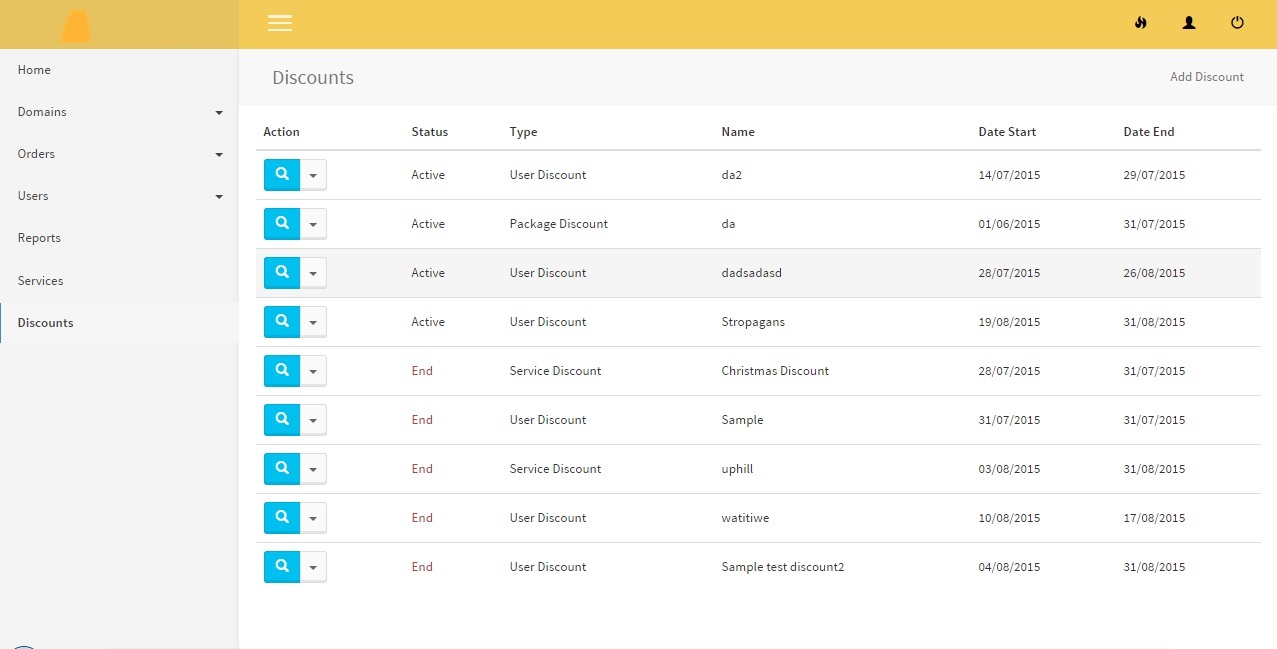 Home
Domains
Orders
Users
Reports
Services
Discounts
Discounts Add Discount
Action Status Type Name Date Start Date End
Active User Discount da2 14/07/2015 29/07/2015
Active Package Discount da 01/06/2015 31/07/2015
Active User Discount dadsadasd 28/07/2015 26/08/2015
Active User Discount Stropagans 19/08/2015 31/08/2015
End Service Discount Christmas Discount 28/07/2015 31/07/2015
End User Discount Sample 31/07/2015 31/07/2015
End Service Discount uphill 03/08/2015 31/08/2015
End User Discount watitiwe 10/08/2015 17/08/2015
End User Discount Sample test discount2 04/08/2015 31/08/2015